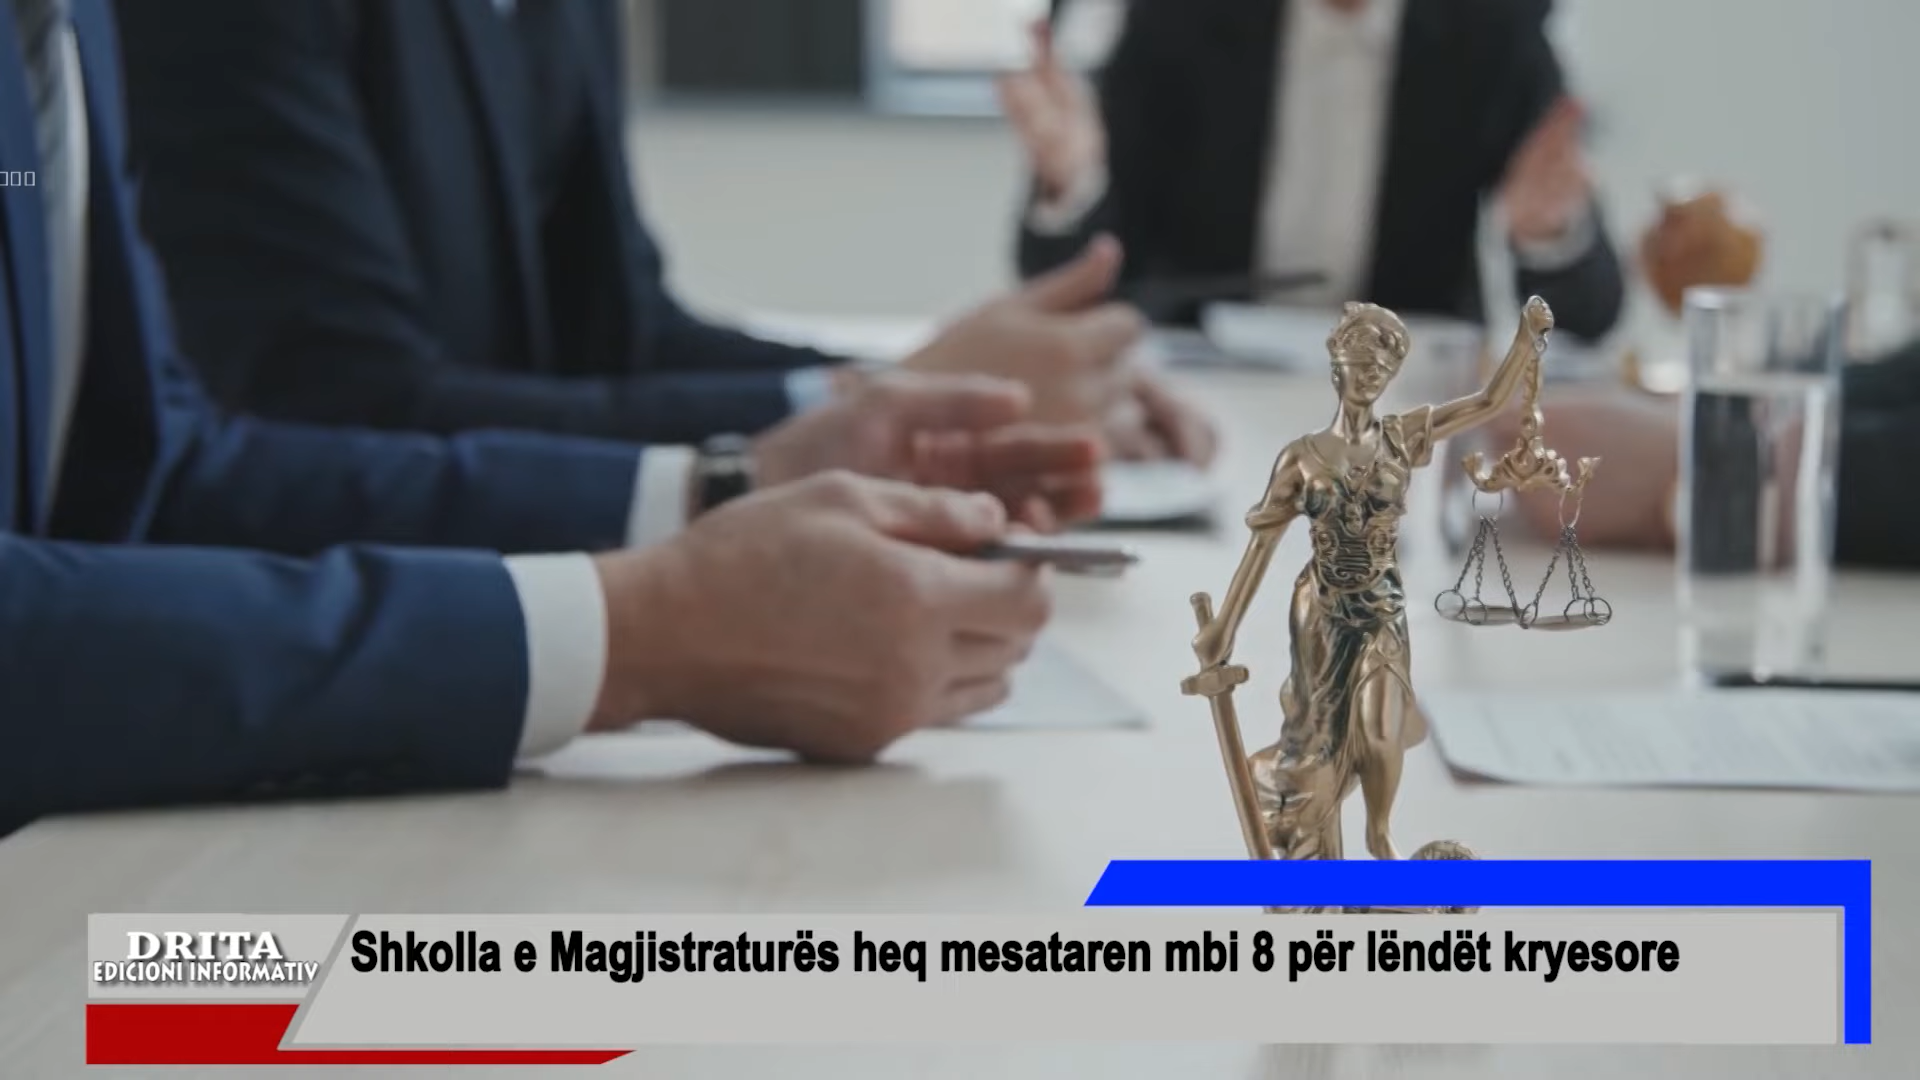 DRITA
EDICIONI INFORMATIV
Shkolla e Magjistraturës heq mesataren mbi 8 për lëndët kryesore